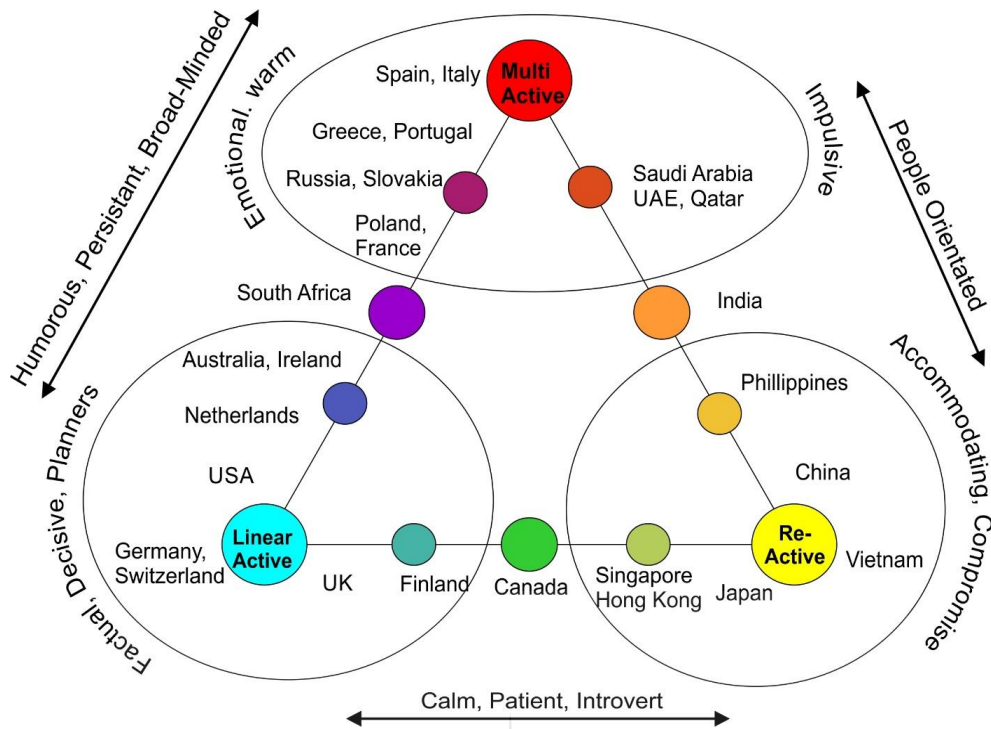 Humorous, Persistant, Broad-Minded
Emotional. warm
Impulsive
People Orientated
Spain, Italy
Multi
Active
Greece, Portugal
Russia, Slovakia
Saudi Arabia
UAE, Qatar
Poland,
France
South Africa
India
Australia, Ireland
Netherlands
Phillippines
USA
China
Factual, Decisive, Planners
Accommodating, Compromise
Linear
Active
Germany,
Switzerland
UK
Finland
Canada
Singapore
Hong Kong
Japan
Re-
Active
Vietnam
Calm, Patient, Introvert